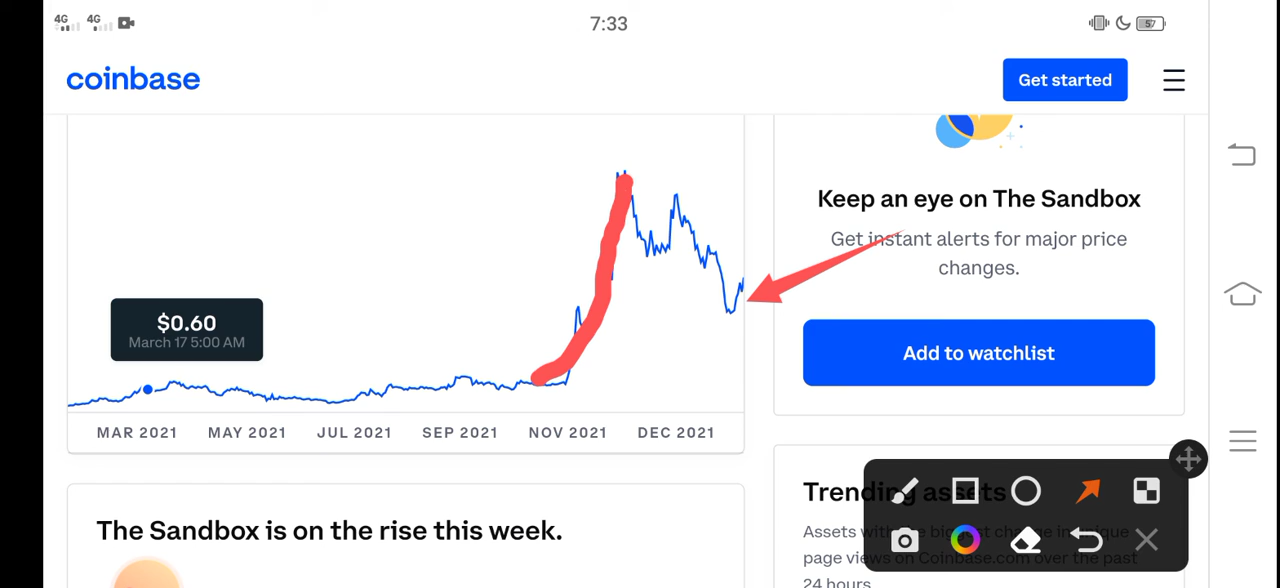 4G 4G 7:33 57
coinbase
Get started
Keep an eye on The Sandbox
Get instant alerts for major price
changes.
$0.60
March 17 5:00 AM
Add to watchlist
MAR 2021 MAY 2021 JUL 2021 SEP 2021 NOV 2021 DEC 2021
The Sandbox is on the rise this week.
Trending assets
Assets with the biggest change in unique
page views on Coinbase.com over the past
24 hours